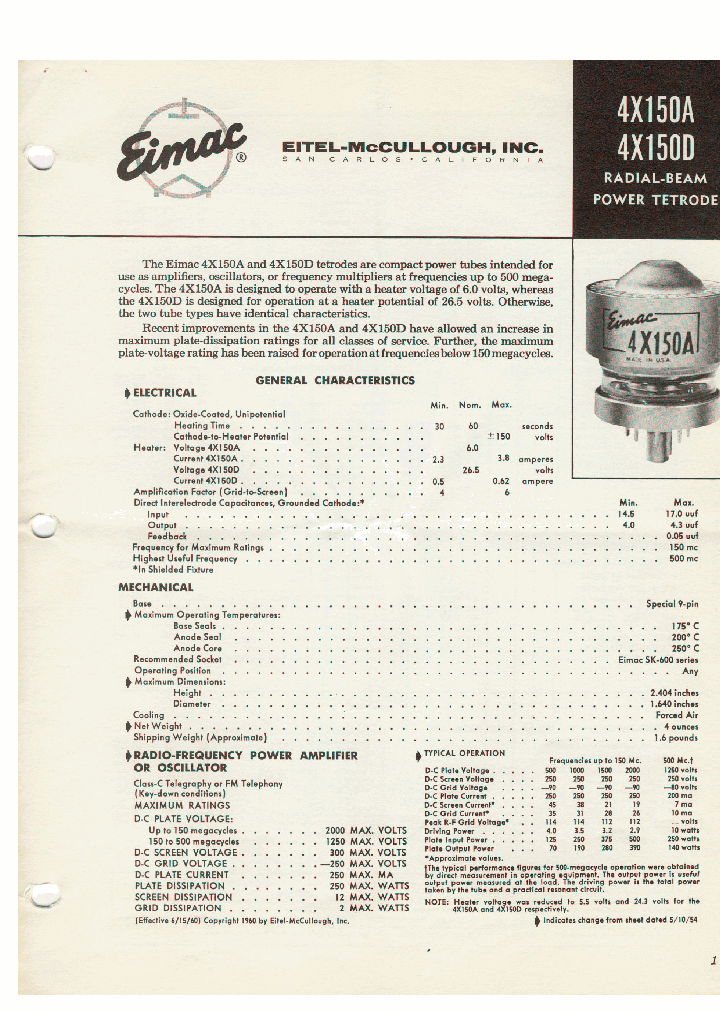 Eimac ®
EITEL-McCULLOUGH, INC.
SAN CARLOS • CALIFORNIA
4X150A
4X150D
RADIAL-BEAM
POWER TETRODE
The Eimac 4X150A and 4X150D tetrodes are compact power tubes intended for
use as amplifiers, oscillators, or frequency multipliers at frequencies up to 500 mega-
cycles. The 4X150A is designed to operate with a heater voltage of 6.0 volts, whereas
the 4X150D is designed for operation at a heater potential of 26.5 volts. Otherwise,
the two tube types have identical characteristics.
Recent improvements in the 4X150A and 4X150D have allowed an increase in
maximum plate-dissipation ratings for all classes of service. Further, the maximum
plate-voltage rating has been raised for operation at frequencies below 150 megacycles.
Eimac
4X150A
MADE IN U.S.A.
GENERAL CHARACTERISTICS
ELECTRICAL
Min. Nom. Max.
Cathode: Oxide-Coated, Unipotential
Heating Time 30 60 seconds
Cathode-to-Heater Potential ±150 volts
Heater: Voltage 4X150A 6.0
Current 4X150A 2.3 3.8 amperes
Voltage 4X150D 26.5 volts
Current 4X150D 0.5 0.62 ampere
Amplification Factor (Grid-to-Screen) 4 6
Direct Interelectrode Capacitances, Grounded Cathode:* Min. Max.
Input 14.5 17.0 uuf
Output 4.0 4.3 uuf
Feedback 0.05 uuf
Frequency for Maximum Ratings 150 mc
Highest Useful Frequency 500 mc
*In Shielded Fixture
MECHANICAL
Base Special 9-pin
Maximum Operating Temperatures:
Base Seals 175° C
Anode Seal 200° C
Anode Core 250° C
Recommended Socket Eimac SK-600 series
Operating Position Any
Maximum Dimensions:
Height 2.404 inches
Diameter 1.640 inches
Cooling Forced Air
Net Weight 4 ounces
Shipping Weight (Approximate) 1.6 pounds
RADIO-FREQUENCY POWER AMPLIFIER
OR OSCILLATOR
Class-C Telegraphy or FM Telephony
(Key-down conditions)
MAXIMUM RATINGS
D-C PLATE VOLTAGE:
Up to 150 megacycles 2000 MAX. VOLTS
150 to 500 megacycles 1250 MAX. VOLTS
D-C SCREEN VOLTAGE 300 MAX. VOLTS
D-C GRID VOLTAGE —250 MAX. VOLTS
D-C PLATE CURRENT 250 MAX. MA
PLATE DISSIPATION 250 MAX. WATTS
SCREEN DISSIPATION 12 MAX. WATTS
GRID DISSIPATION 2 MAX. WATTS
(Effective 6/15/60) Copyright 1960 by Eitel-McCullough, Inc.
TYPICAL OPERATION
Frequencies up to 150 Mc. 500 Mc.†
D-C Plate Voltage 500 1000 1500 2000 1250 volts
D-C Screen Voltage 250 250 250 250 250 volts
D-C Grid Voltage —90 —90 —90 —90 —80 volts
D-C Plate Current 250 250 250 250 200 ma
D-C Screen Current* 45 38 21 19 7 ma
D-C Grid Current* 35 31 28 26 10 ma
Peak R-F Grid Voltage* 114 114 112 112 ... volts
Driving Power 4.0 3.5 3.2 2.9 10 watts
Plate Input Power 125 250 375 500 250 watts
Plate Output Power 70 190 280 390 140 watts
*Approximate values.
†The typical performance figures for 500-megacycle operation were obtained
by direct measurement in operating equipment. The output power is useful
output power measured at the load. The driving power is the total power
taken by the tube and a practical resonant circuit.
NOTE: Heater voltage was reduced to 5.5 volts and 24.3 volts for the
4X150A and 4X150D respectively.
Indicates change from sheet dated 5/10/54
1